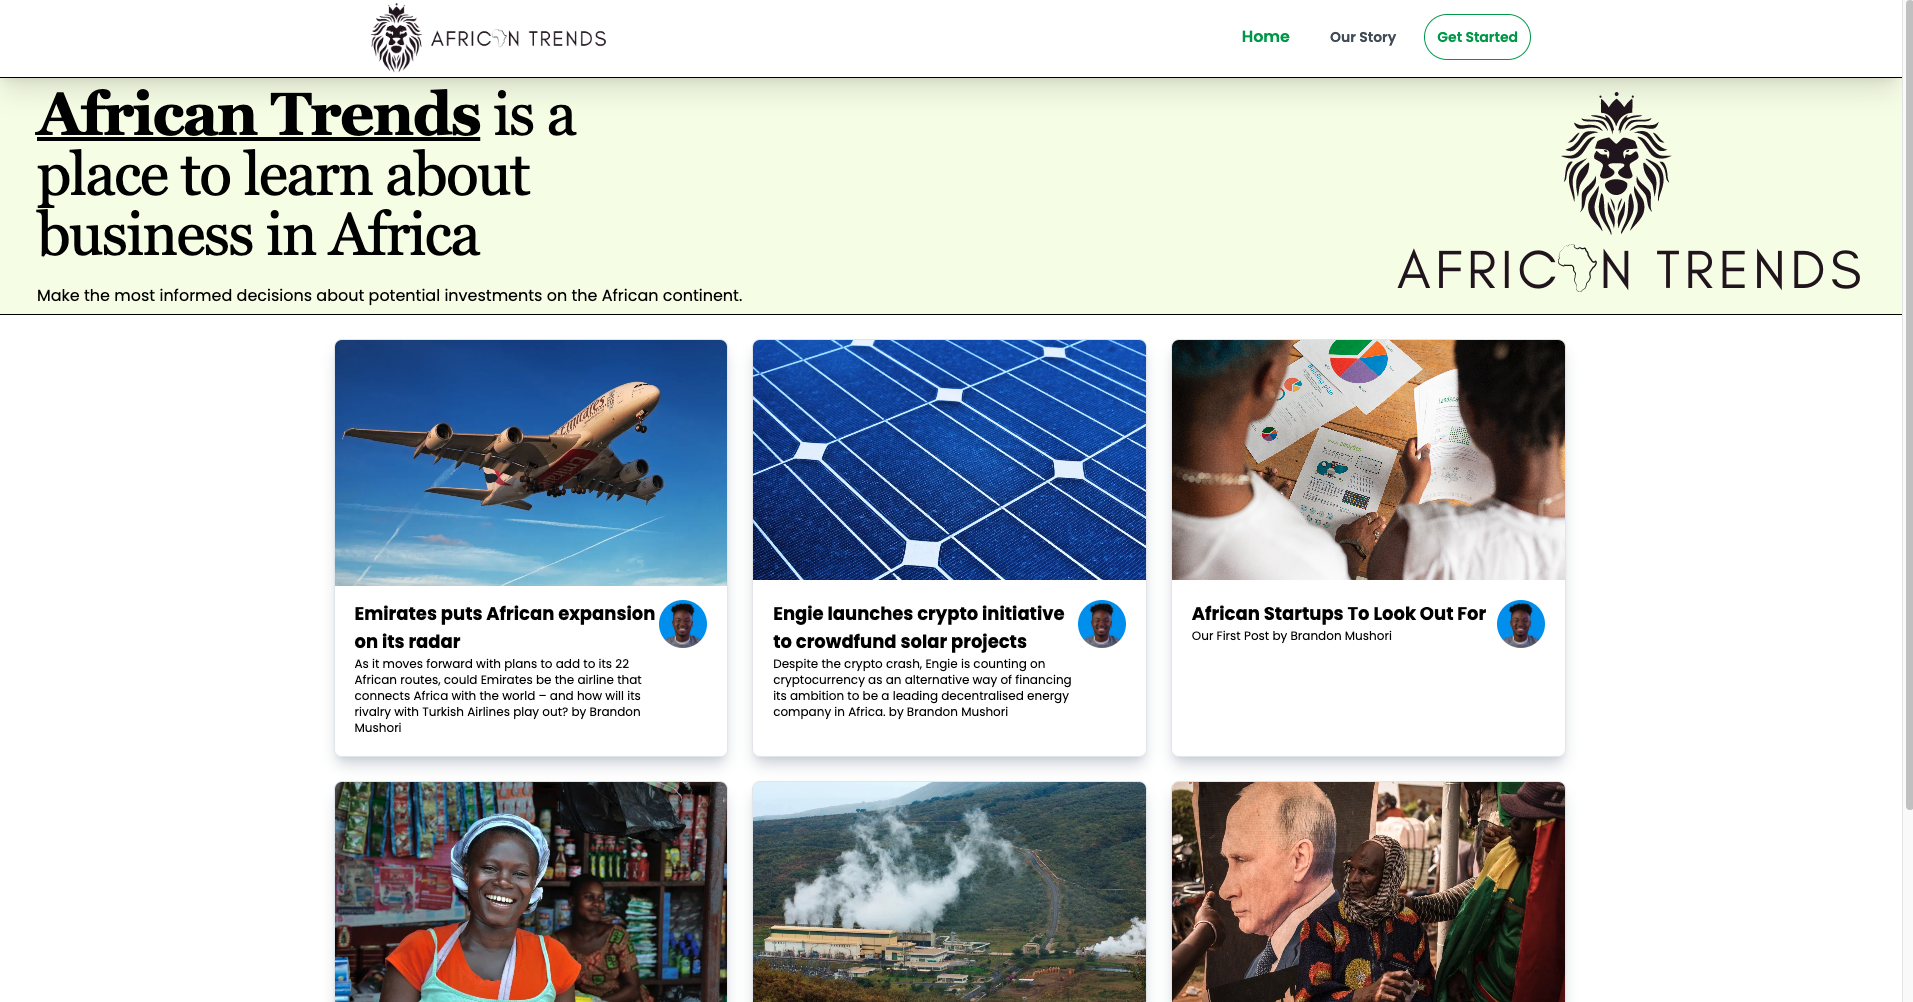 AFRICAN TRENDS
Home
Our Story
Get Started
African Trends is a
place to learn about
business in Africa
Make the most informed decisions about potential investments on the African continent.
AFRICAN TRENDS
Emirates
Emirates puts African expansion
on its radar
As it moves forward with plans to add to its 22
African routes, could Emirates be the airline that
connects Africa with the world – and how will its
rivalry with Turkish Airlines play out? by Brandon
Mushori
Engie launches crypto initiative
to crowdfund solar projects
Despite the crypto crash, Engie is counting on
cryptocurrency as an alternative way of financing
its ambition to be a leading decentralised energy
company in Africa. by Brandon Mushori
African Startups To Look Out For
Our First Post by Brandon Mushori